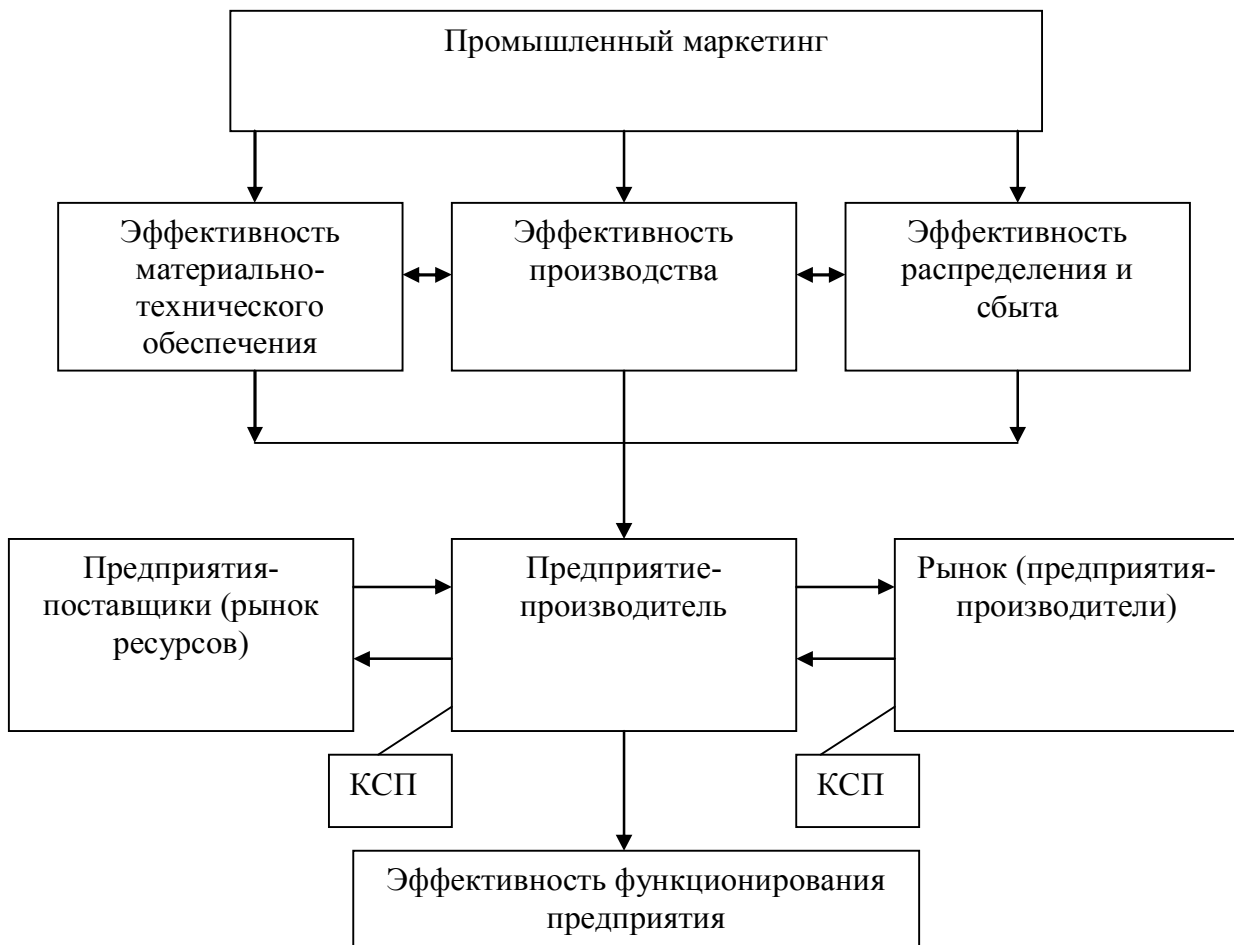 Промышленный маркетинг
Эффективность
материально-
технического
обеспечения
Эффективность
производства
Эффективность
распределения и
сбыта
Предприятия-
поставщики (рынок
ресурсов)
Предприятие-
производитель
Рынок (предприятия-
производители)
КСП
КСП
Эффективность функционирования
предприятия